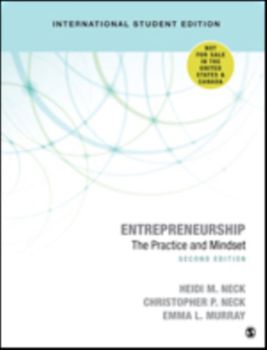 INTERNATIONAL STUDENT EDITION
NOT
FOR SALE
IN THE
UNITED
STATES &
CANADA
ENTREPRENEURSHIP
The Practice and Mindset
SECOND EDITION
HEIDI M. NECK
CHRISTOPHER P. NECK
EMMA L. MURRAY
SAGE